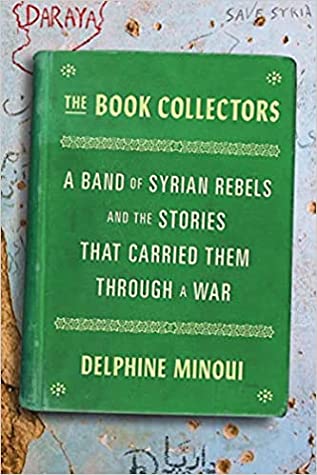 DARAYA
SAVE SYRIA
THE BOOK COLLECTORS
A BAND OF SYRIAN REBELS
AND THE STORIES
THAT CARRIED THEM
THROUGH A WAR
DELPHINE MINOUI
داريا